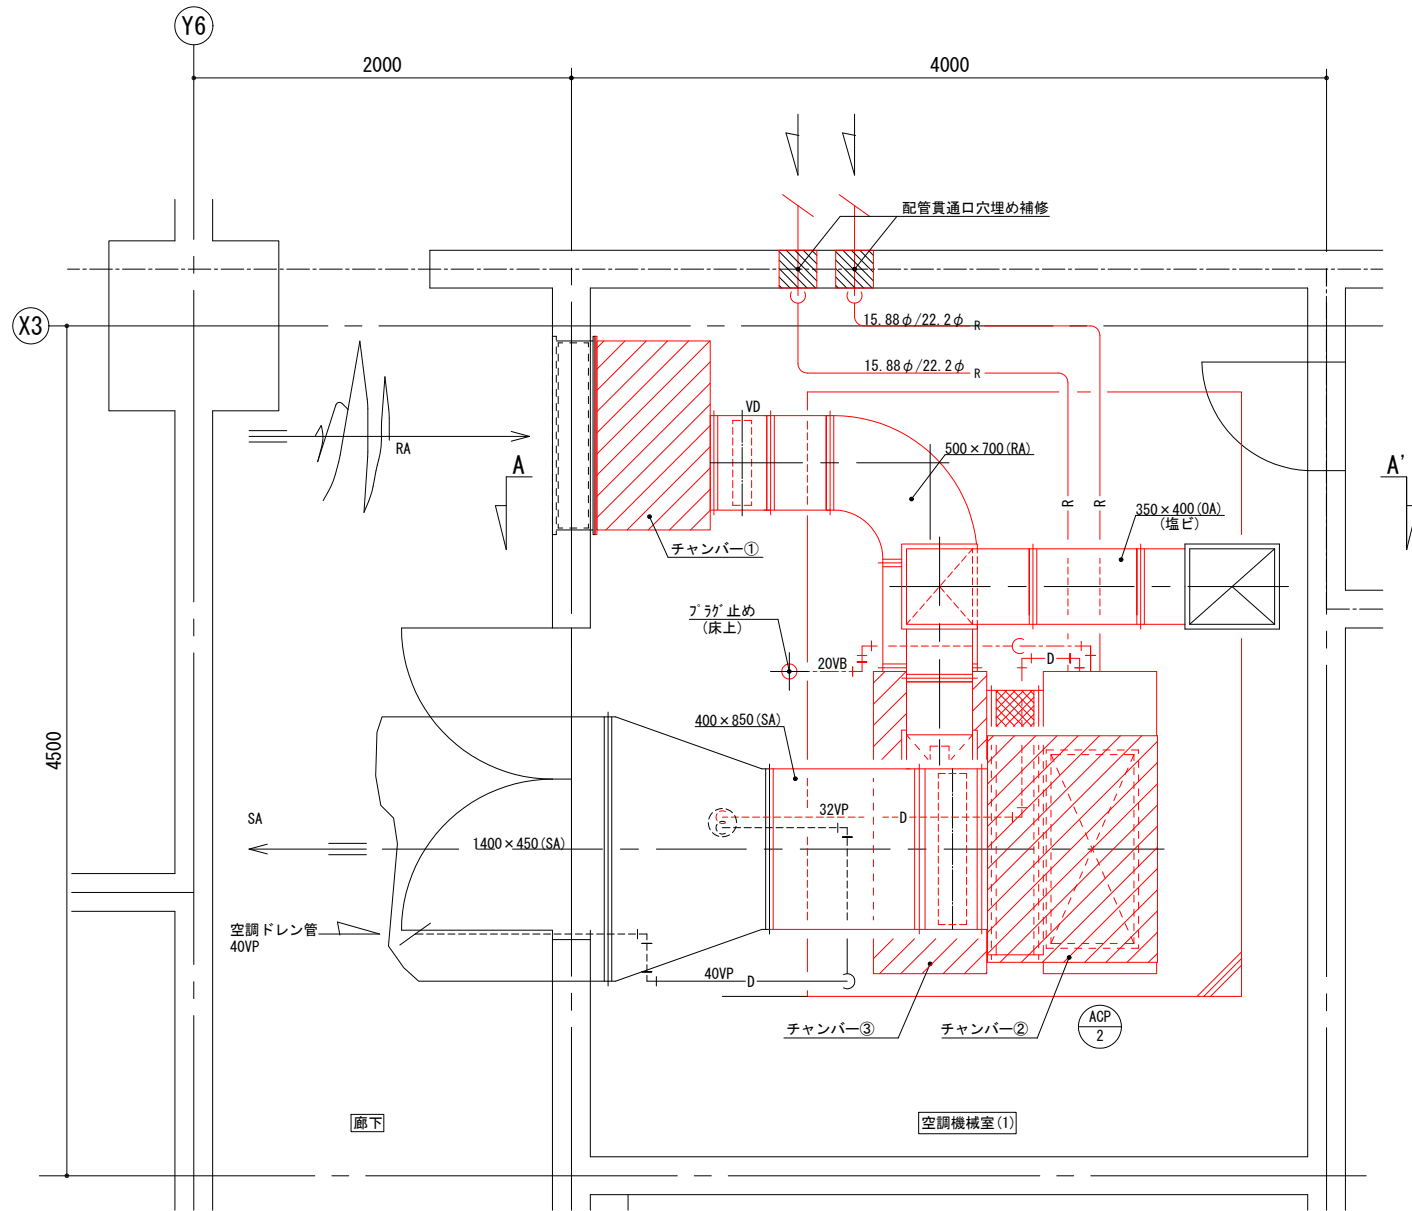 Y6
2000
4000
配管貫通口穴埋め補修
X3
15.88φ/22.2φ
R
15.88φ/22.2φ
R
VD
RA
A
500×700(RA)
A'
R
R
350×400(OA)
(塩ビ)
チャンバー①
プラグ止め
(床上)
20VB
D
400×850(SA)
4500
SA
32VP
D
1400×450(SA)
空調ドレン管
40VP
40VP
D
チャンバー③
チャンバー②
ACP
2
廊下
空調機械室(1)